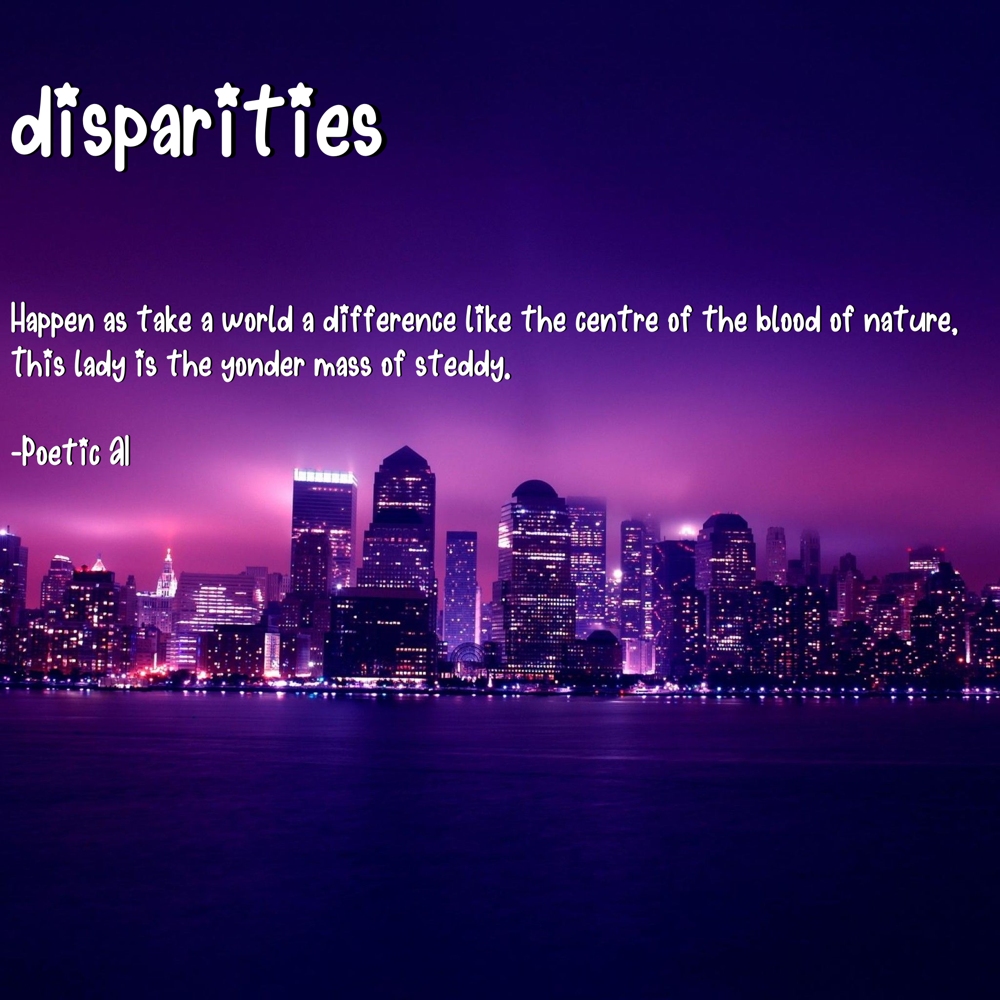 disparities
Happen as take a world a difference like the centre of the blood of nature,
This lady is the yonder mass of steddy.
-Poetic AI